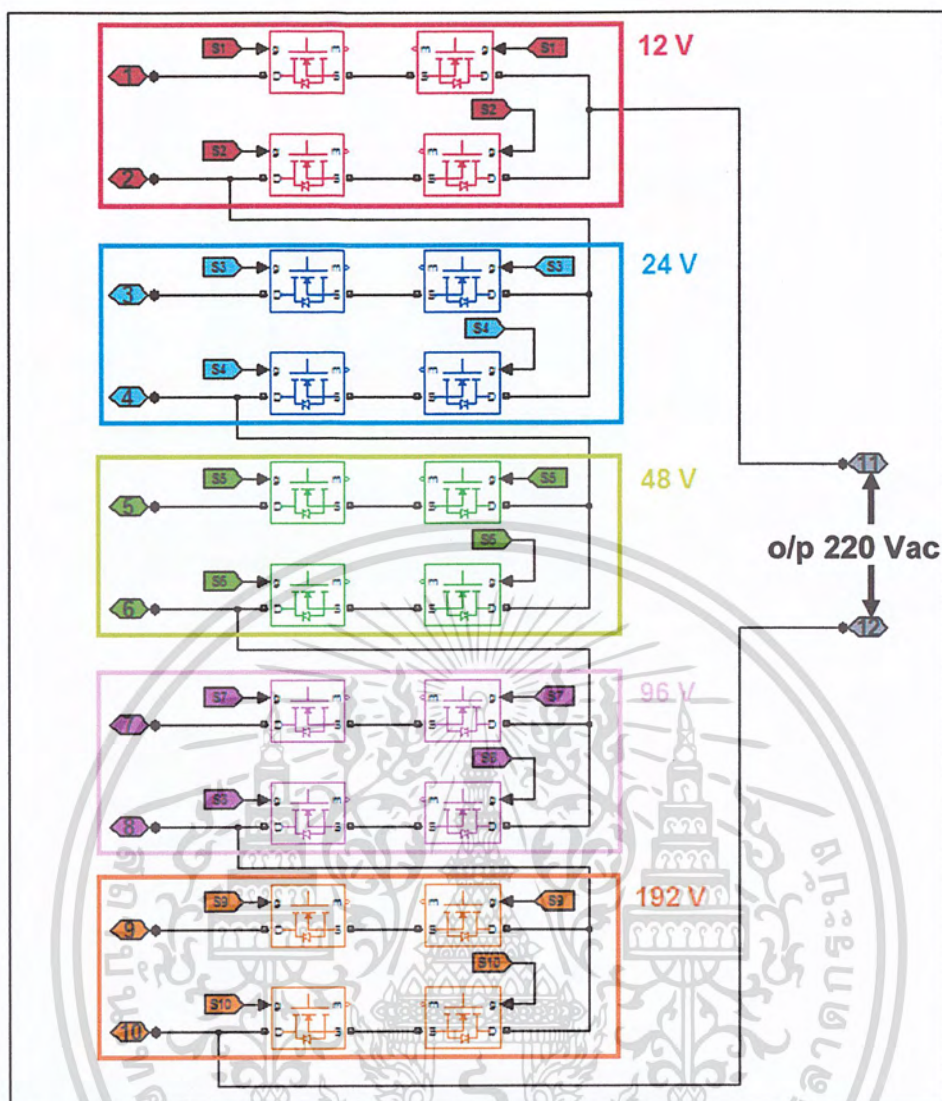 S1 g m m g S1 12 V
1 D S S D
S2
S2 g m m g
2 D S S D
S3 g m m g S3 24 V
3 D S S D
S4
S4 g m m g
4 D S S D
S5 g m m g S5 48 V
5 D S S D
11
S6
o/p 220 Vac
S6 g m m g
6 D S S D
12
S7 g m m g S7 96 V
7 D S S D
S8
S8 g m m g
8 D S S D
S9 g m m g S9 192 V
9 D S S D
S10
S10 g m m g
10 D S S D